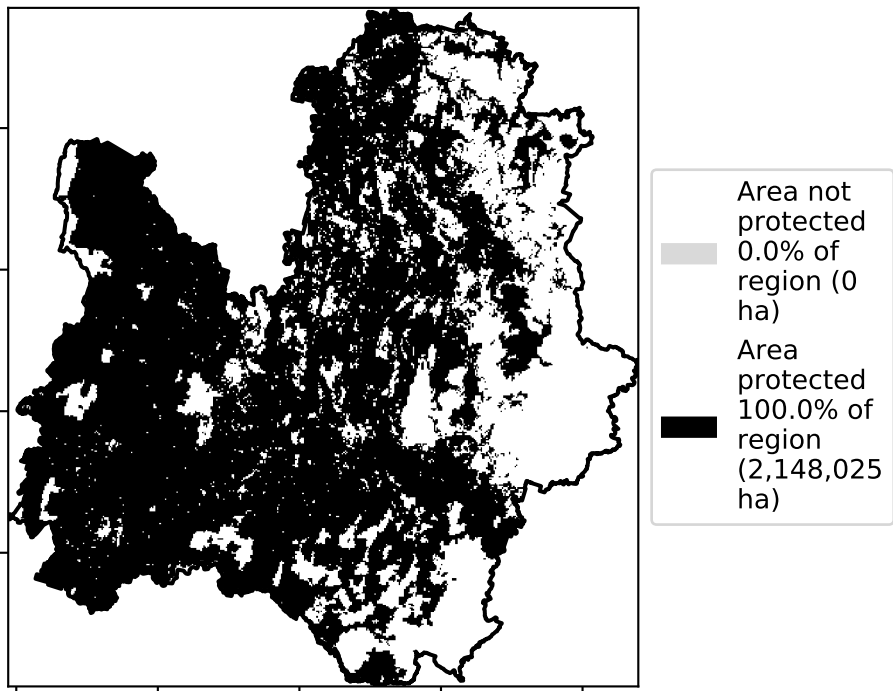 Area not
protected
0.0% of
region (0
ha)
Area
protected
100.0% of
region
(2,148,025
ha)